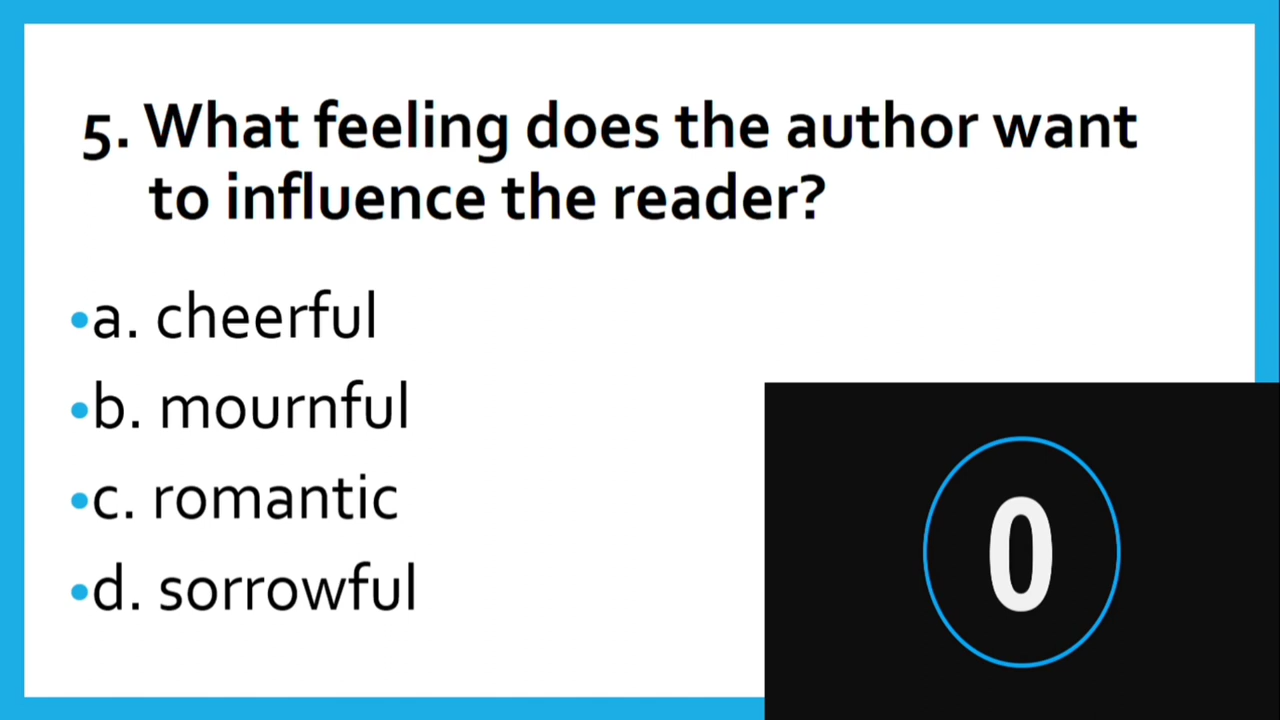 5. What feeling does the author want
to influence the reader?
•a. cheerful
•b. mournful
•c. romantic
•d. sorrowful
0